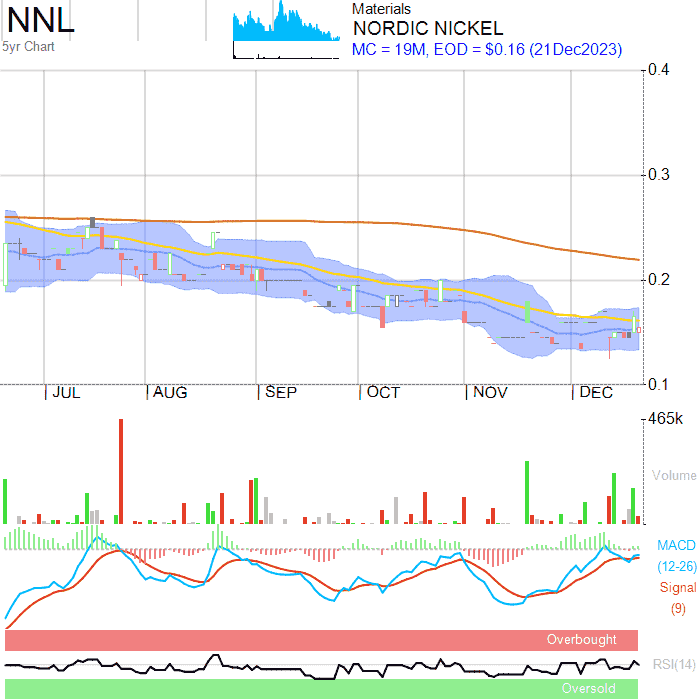 NNL
5yr Chart
Materials
NORDIC NICKEL
MC = 19M, EOD = $0.16 (21Dec2023)
0.4
0.3
0.2
0.1
JUL AUG SEP OCT NOV DEC
465k
Volume
MACD
(12-26)
Signal
(9)
Overbought
RSI(14)
Oversold